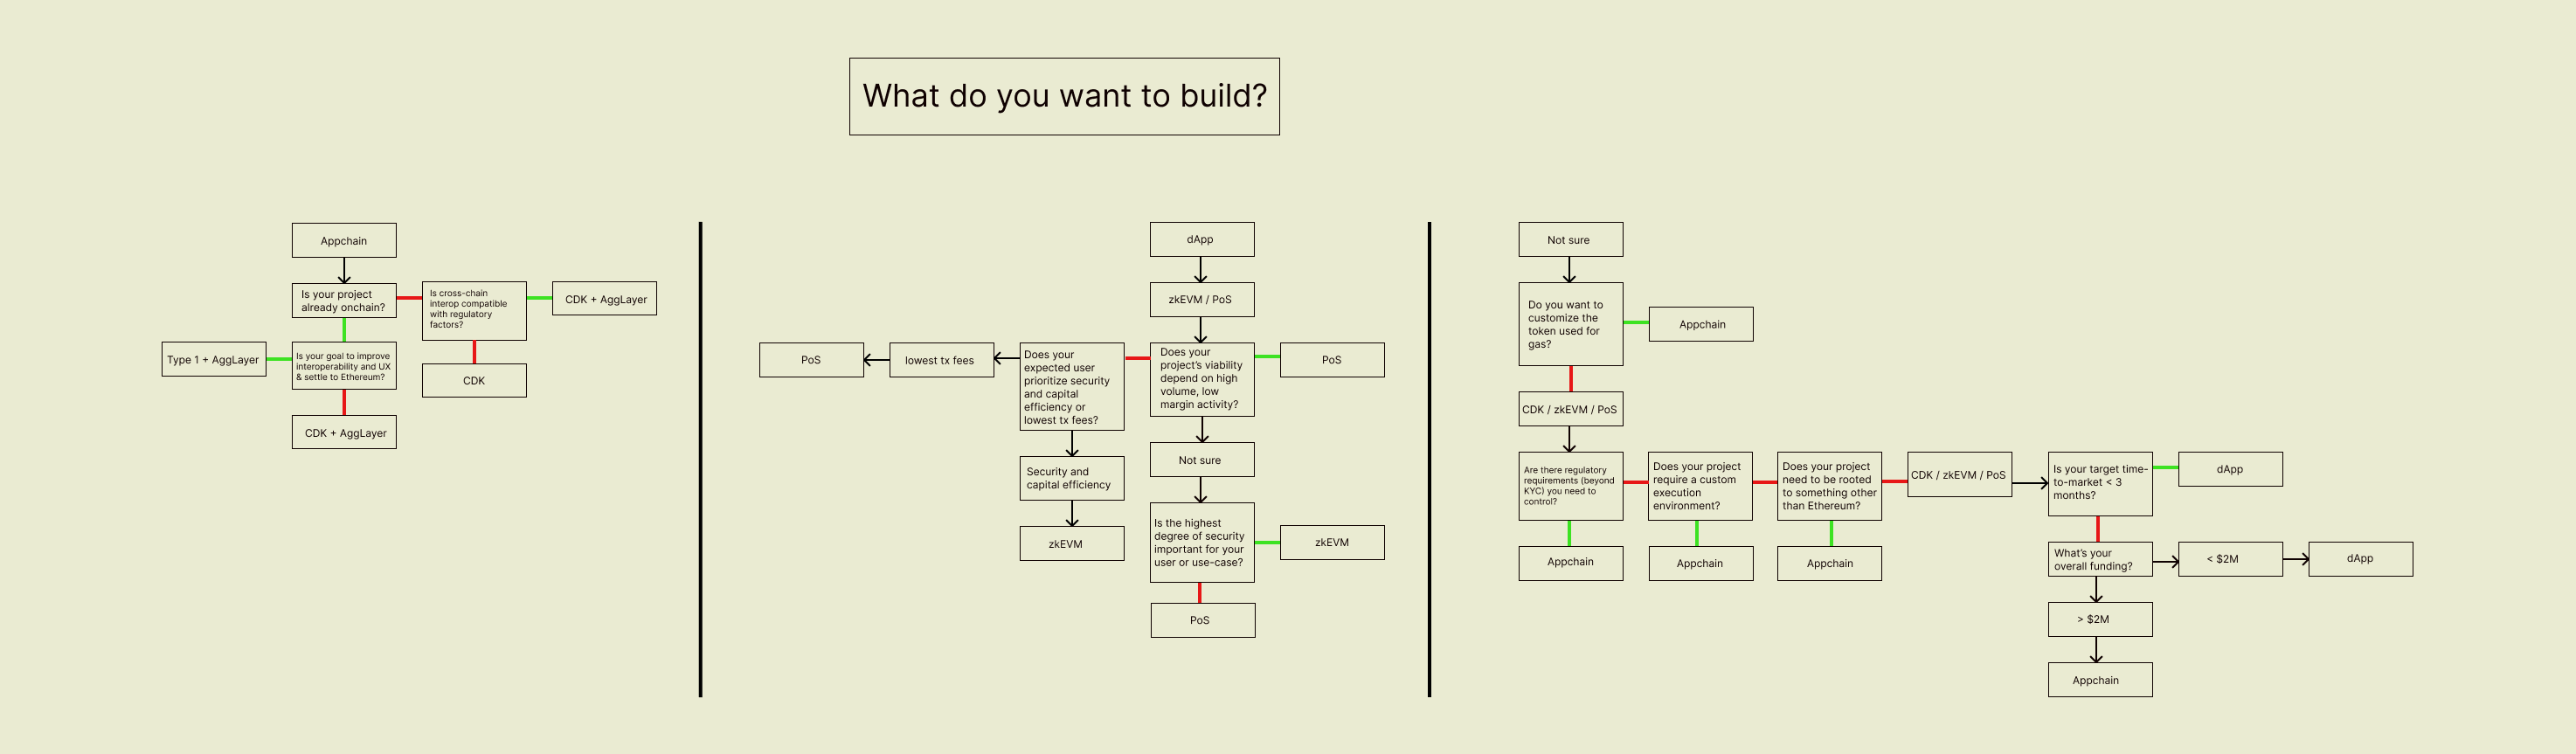 What do you want to build?
Appchain
Is your project
already onchain?
Is cross-chain
interop compatible
with regulatory
factors?
CDK + AggLayer
Type 1 + AggLayer
Is your goal to improve
interoperability and UX
& settle to Ethereum?
CDK
CDK + AggLayer
dApp
zkEVM / PoS
PoS
lowest tx fees
Does your
expected user
prioritize security
and capital
efficiency or
lowest tx fees?
Does your
project's viability
depend on high
volume, low
margin activity?
PoS
Security and
capital efficiency
Not sure
zkEVM
Is the highest
degree of security
important for your
user or use-case?
zkEVM
PoS
Not sure
Do you want to
customize the
token used for
gas?
Appchain
CDK / zkEVM / PoS
Are there regulatory
requirements (beyond
KYC) you need to
control?
Does your project
require a custom
execution
environment?
Does your project
need to be rooted
to something other
than Ethereum?
CDK / zkEVM / PoS
Is your target time-
to-market < 3
months?
dApp
Appchain
Appchain
Appchain
What's your
overall funding?
< $2M
dApp
> $2M
Appchain